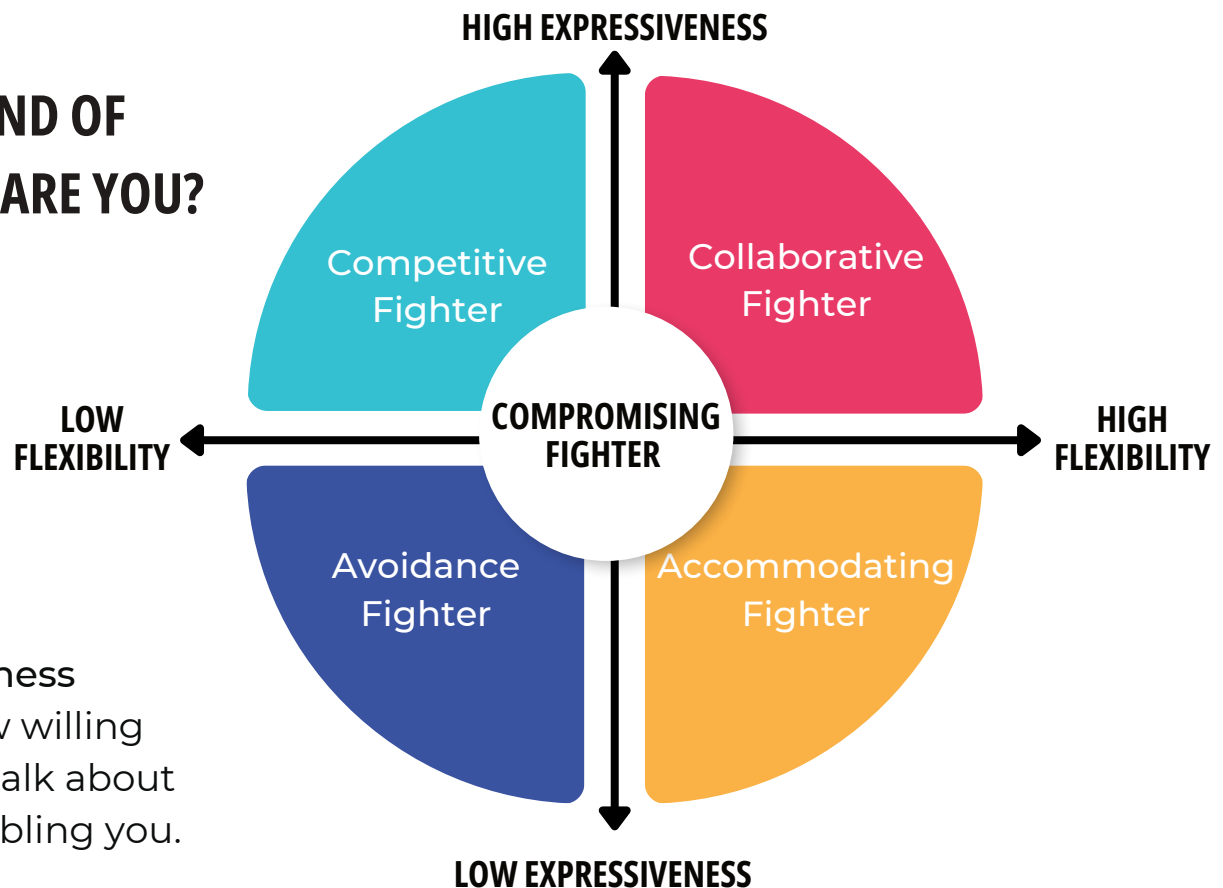 HIGH EXPRESSIVENESS
ND OF
ARE YOU?
Competitive
Fighter
Collaborative
Fighter
LOW
FLEXIBILITY
COMPROMISING
FIGHTER
HIGH
FLEXIBILITY
Avoidance
Fighter
Accommodating
Fighter
ness
w willing
alk about
bling you.
LOW EXPRESSIVENESS